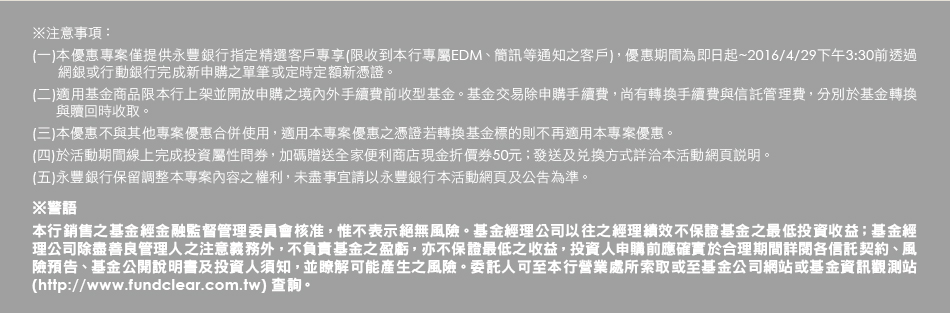 ※注意事項：
(一)本優惠專案僅提供永豐銀行指定精選客戶專享(限收到本行專屬EDM、簡訊等通知之客戶)，優惠期間為即日起~2016/4/29下午3:30前透過
網銀或行動銀行完成新申購之單筆或定時定額新憑證。
(二)適用基金商品限本行上架並開放申購之境內外手續費前收型基金。基金交易除申購手續費，尚有轉換手續費與信託管理費，分別於基金轉換
與贖回時收取。
(三)本優惠不與其他專案優惠合併使用，適用本專案優惠之憑證若轉換基金標的則不再適用本專案優惠。
(四)於活動期間線上完成投資屬性問券，加碼贈送全家便利商店現金折價券50元；發送及兌換方式詳洽本活動網頁說明。
(五)永豐銀行保留調整本專案內容之權利，未盡事宜請以永豐銀行本活動網頁及公告為準。
※警語
本行銷售之基金經金融監督管理委員會核准，惟不表示絕無風險。基金經理公司以往之經理績效不保證基金之最低投資收益；基金經
理公司除盡善良管理人之注意義務外，不負責基金之盈虧，亦不保證最低之收益，投資人申購前應確實於合理期間詳閱各信託契約、風
險預告、基金公開說明書及投資人須知，並瞭解可能產生之風險。委託人可至本行營業處所索取或至基金公司網站或基金資訊觀測站
(http://www.fundclear.com.tw) 查詢。